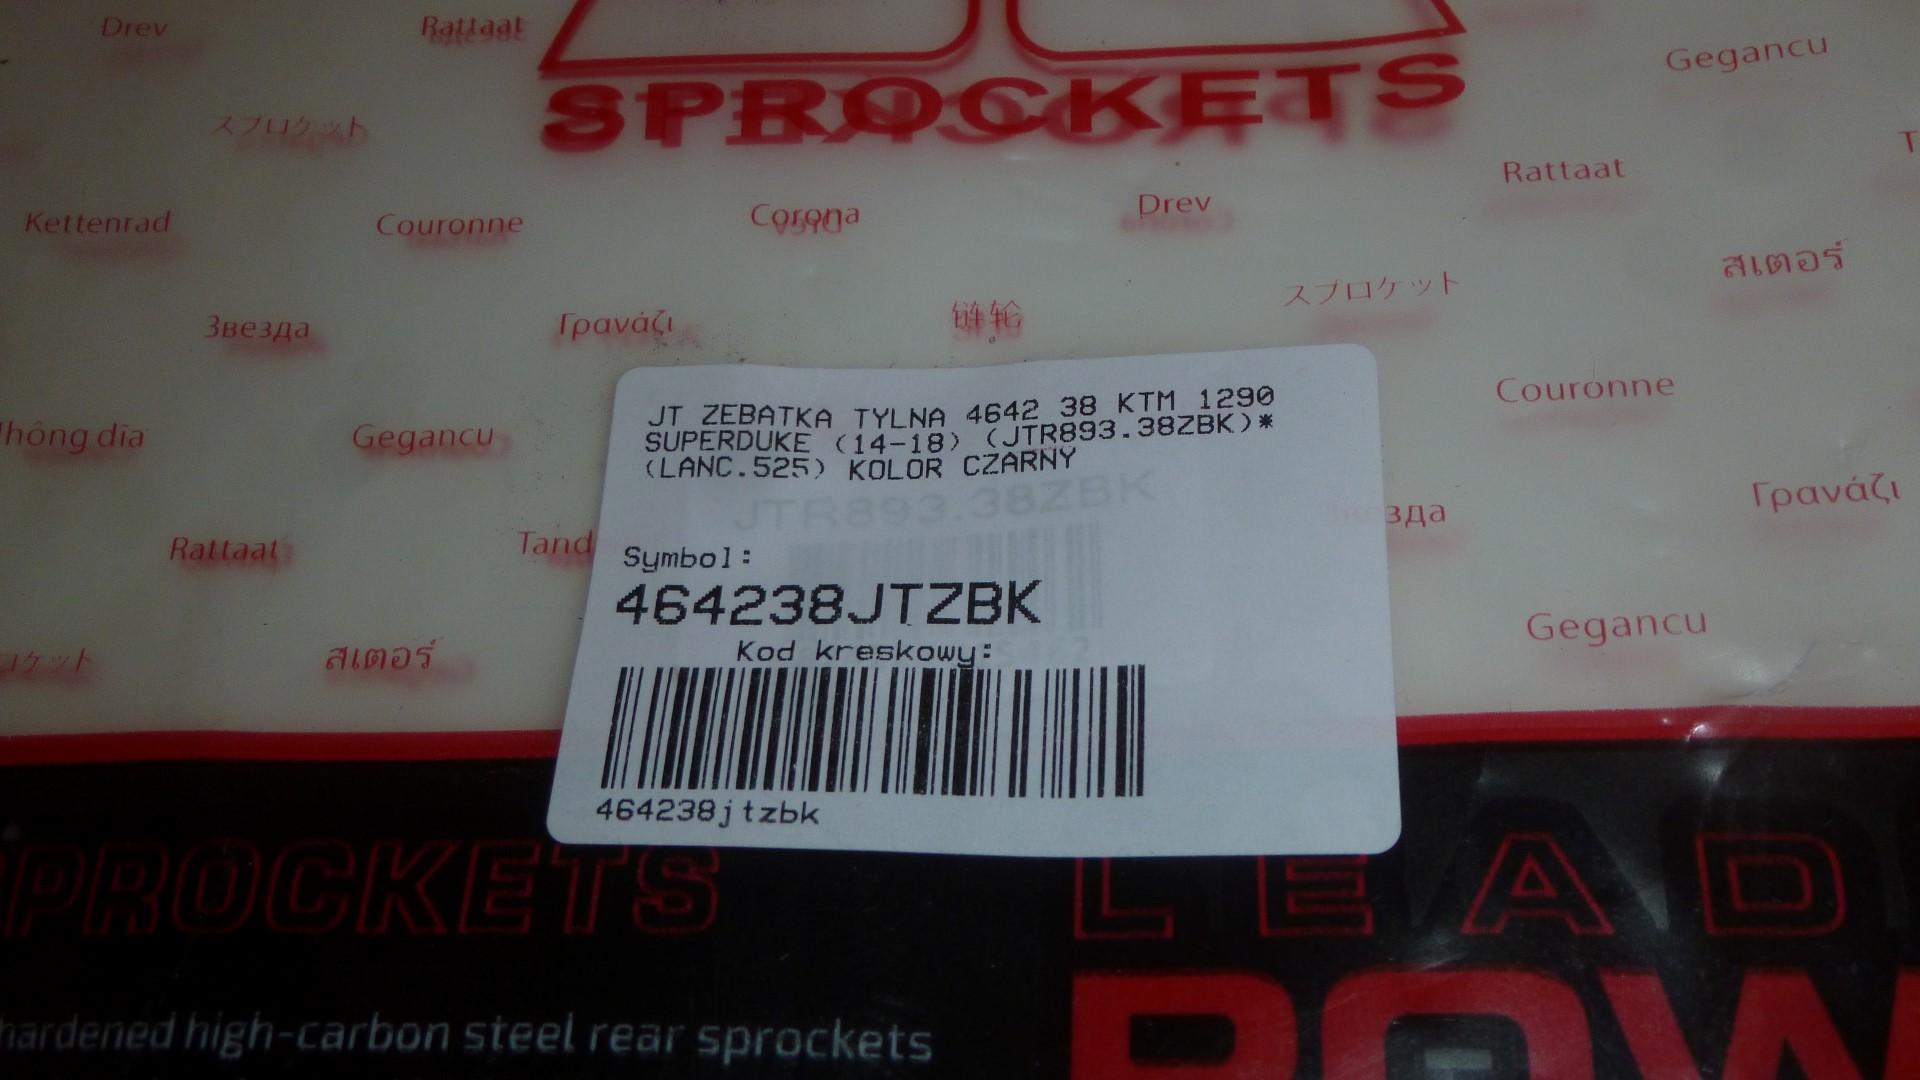 Drev
Rattaat
SPROCKETS
Gegancu
スプロケット
Rattaat
Kettenrad
Couronne
Corona
Drev
สเตอร์
スプロケット
Звезда
Γρανάζι
链轮
Couronne
JT ZEBATKA TYLNA 4642 38 KTM 1290
SUPERDUKE (14-18) (JTR893.38ZBK)*
(LANC.525) KOLOR CZARNY
Gegancu
JTR893.38ZBK
Γρανάζι
Rattaat
Symbol:
464238JTZBK
Gegancu
Kod kreskowy:
สเตอร์
464238jtzbk
SPROCKETS
hardened high-carbon steel rear sprockets